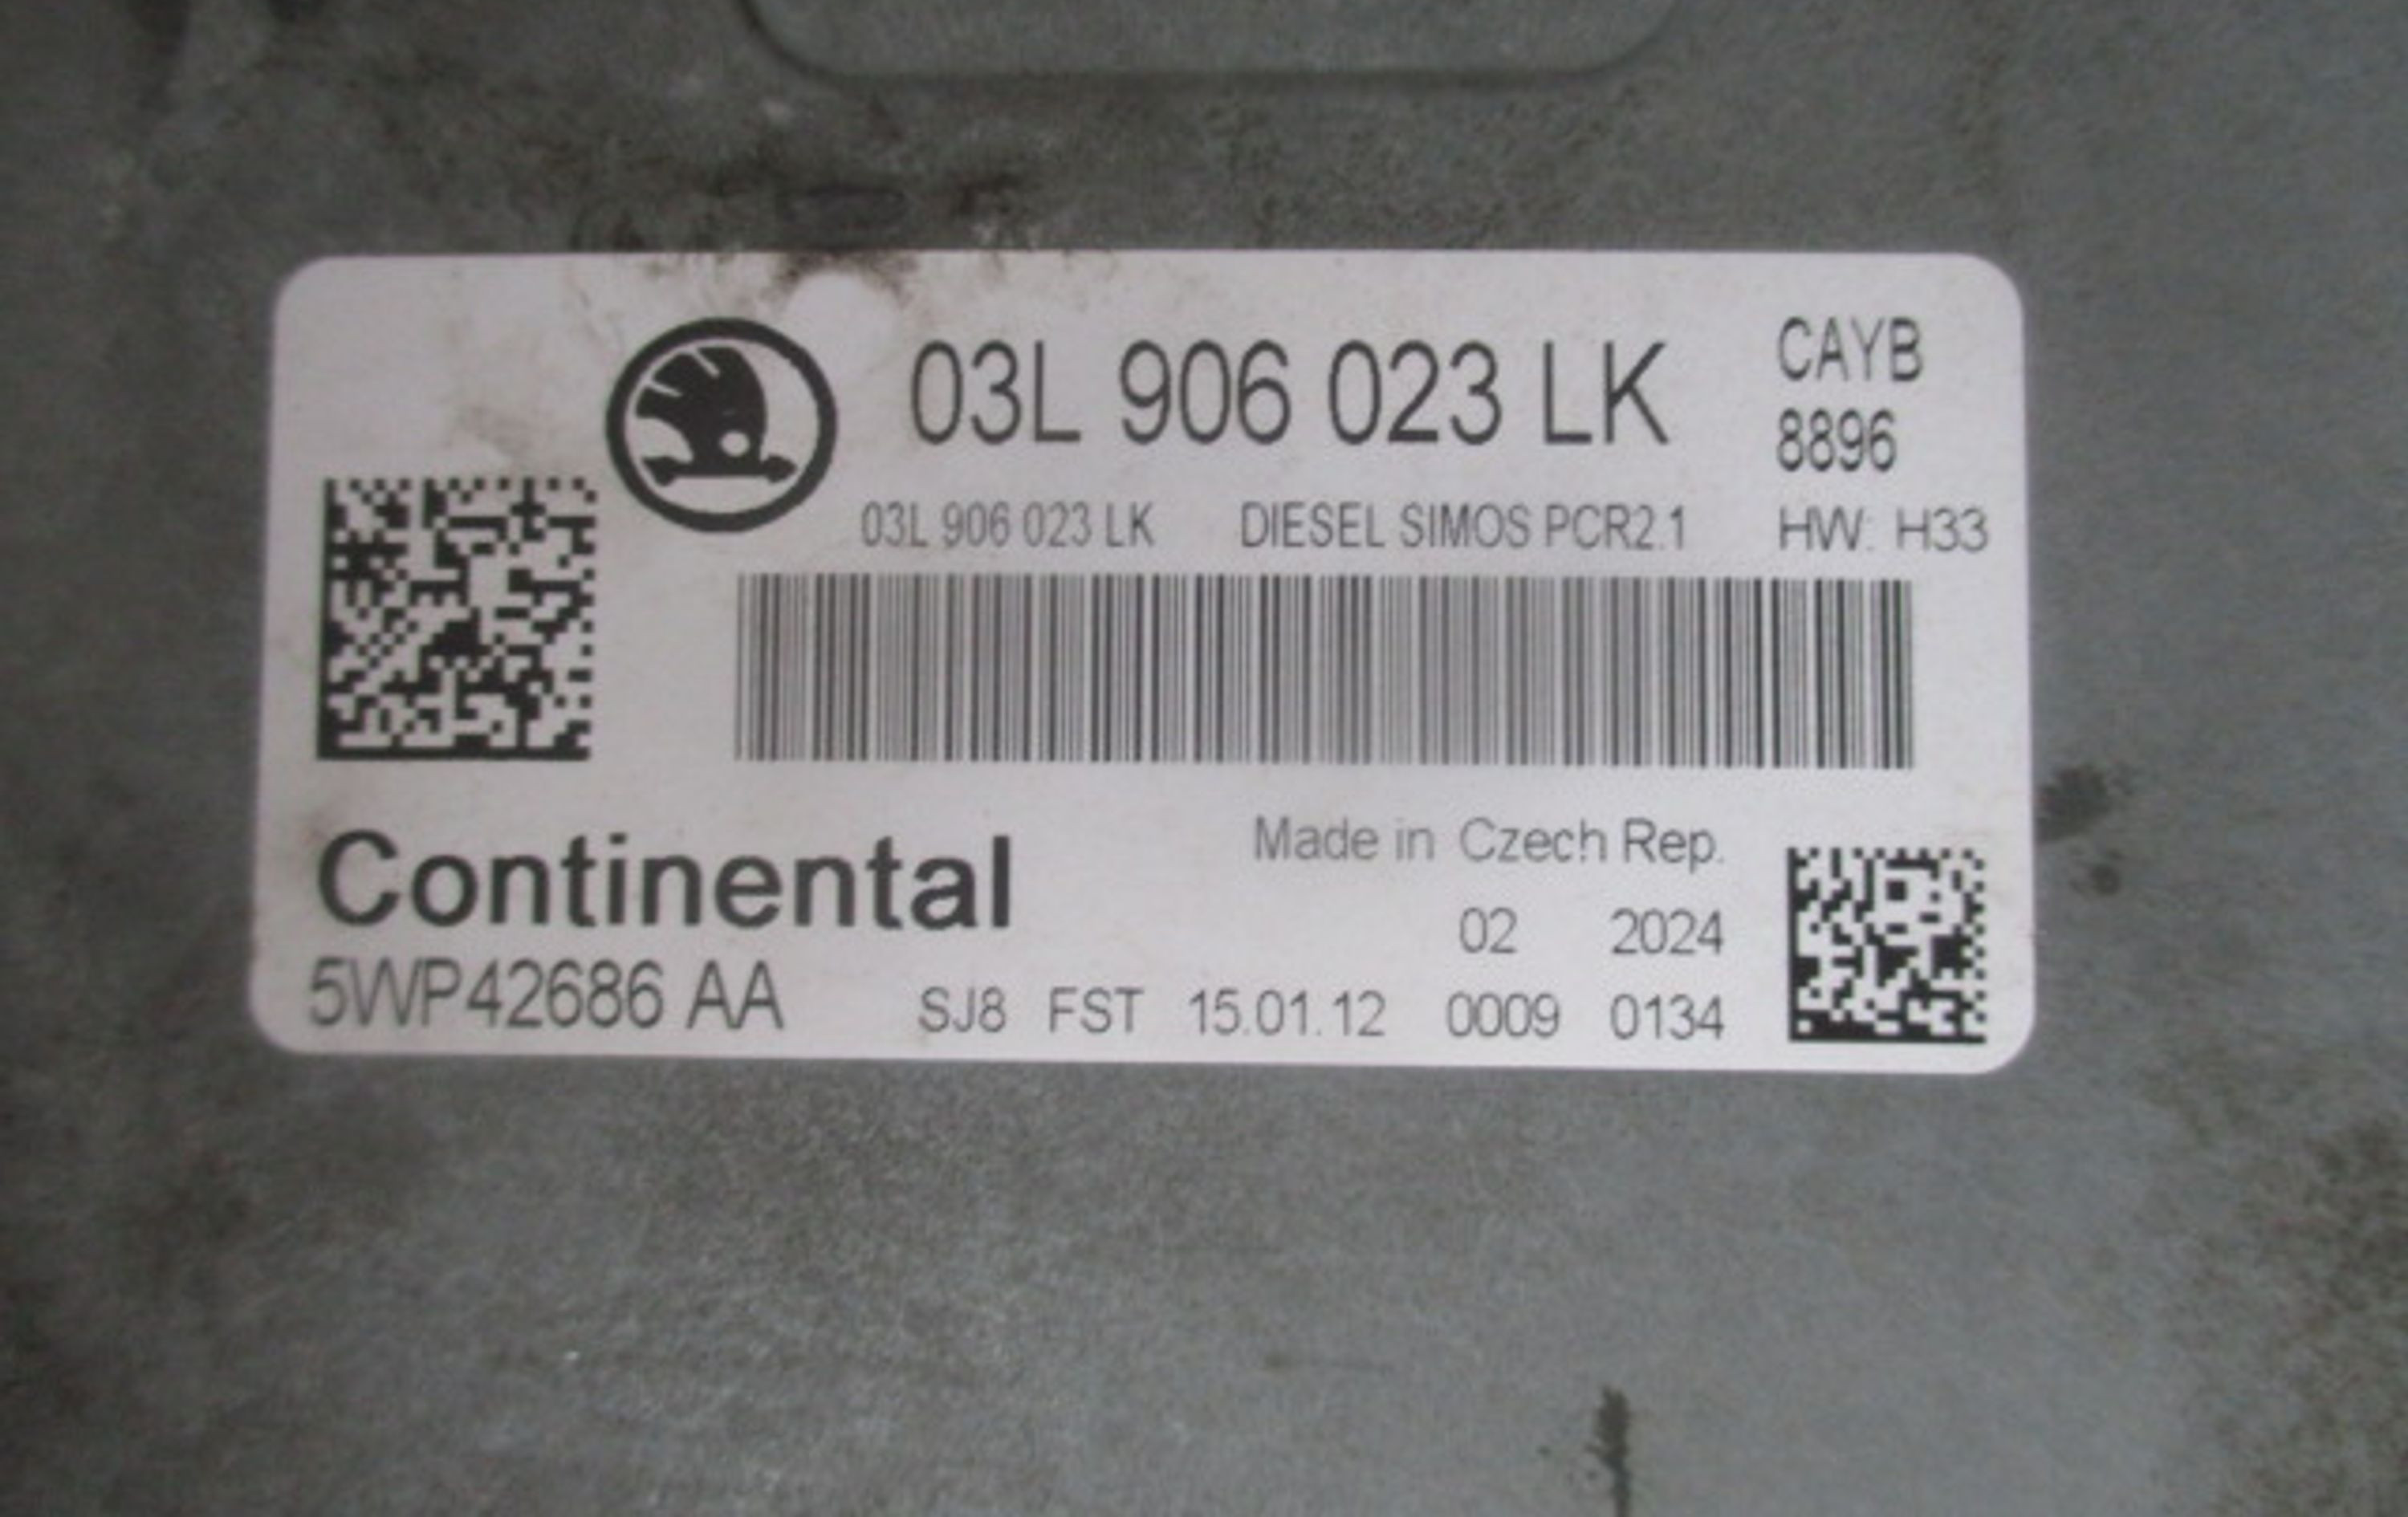 03L 906 023 LK CAYB
8896
03L 906 023 LK DIESEL SIMOS PCR2.1 HW: H33
Made in Czech Rep.
Continental
02 2024
5WP42686 AA SJ8 FST 15.01.12 0009 0134